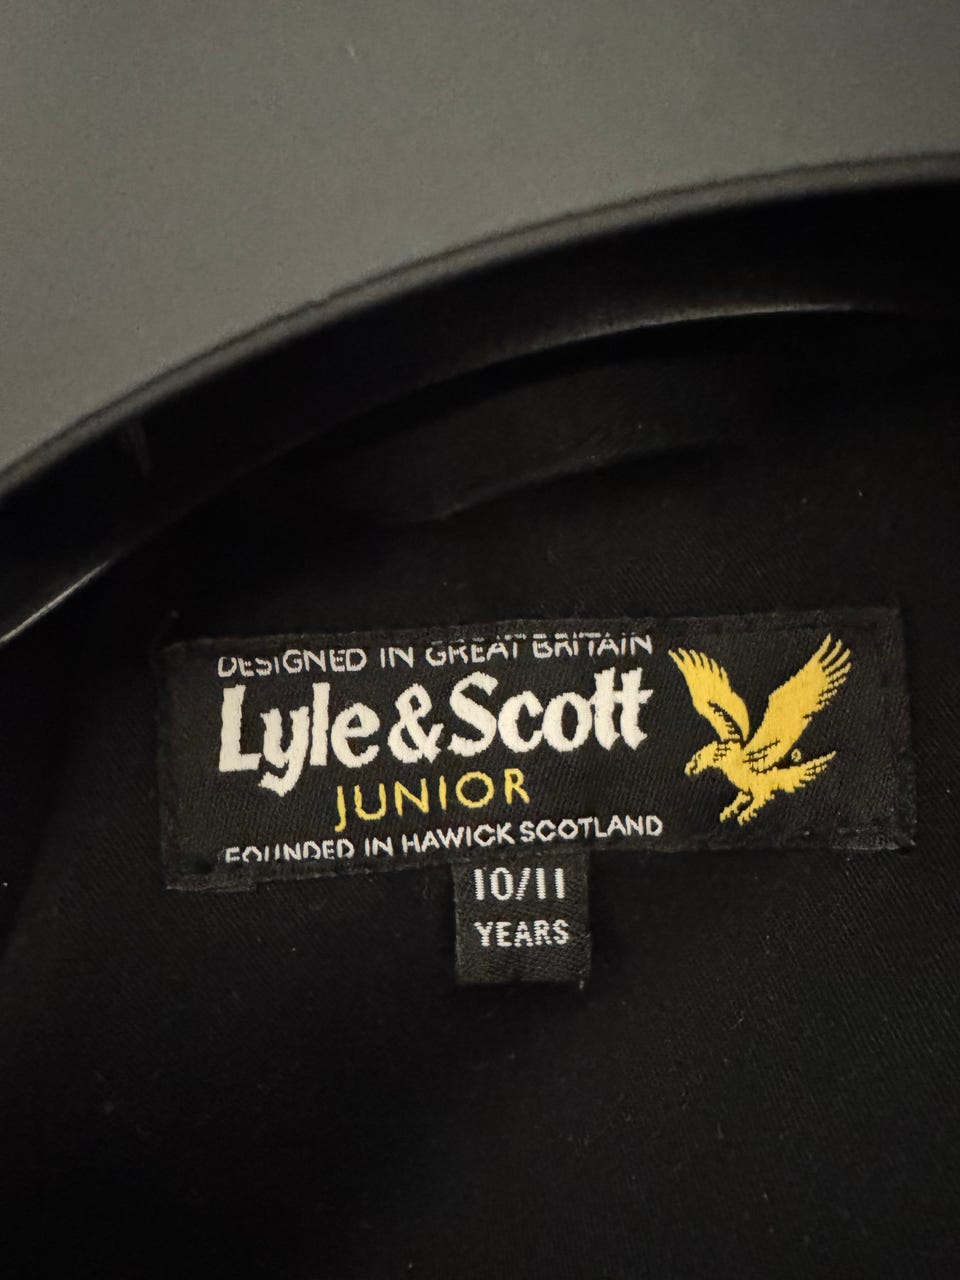 DESIGNED IN GREAT BRITAIN
Lyle & Scott
JUNIOR
FOUNDED IN HAWICK SCOTLAND
10/11
YEARS